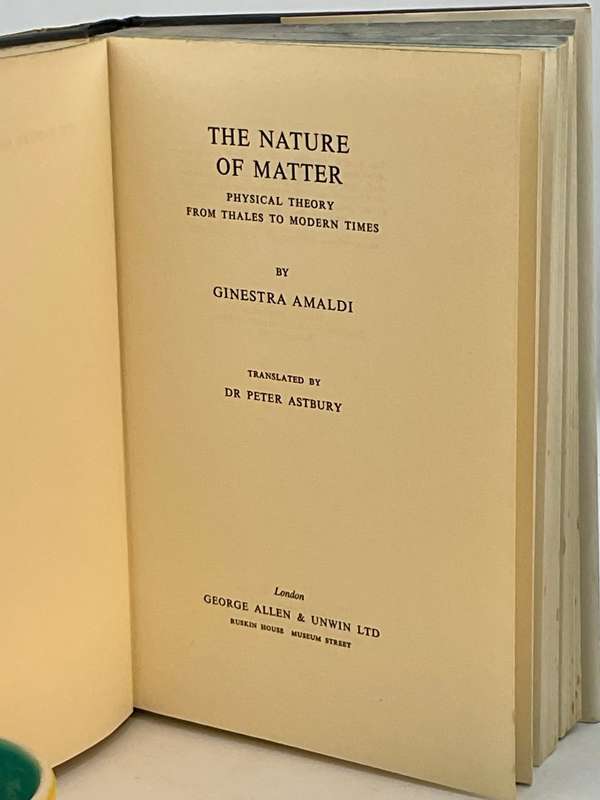 THE NATURE
OF MATTER
PHYSICAL THEORY
FROM THALES TO MODERN TIMES
BY
GINESTRA AMALDI
TRANSLATED BY
DR PETER ASTBURY
London
GEORGE ALLEN & UNWIN LTD
RUSKIN HOUSE MUSEUM STREET